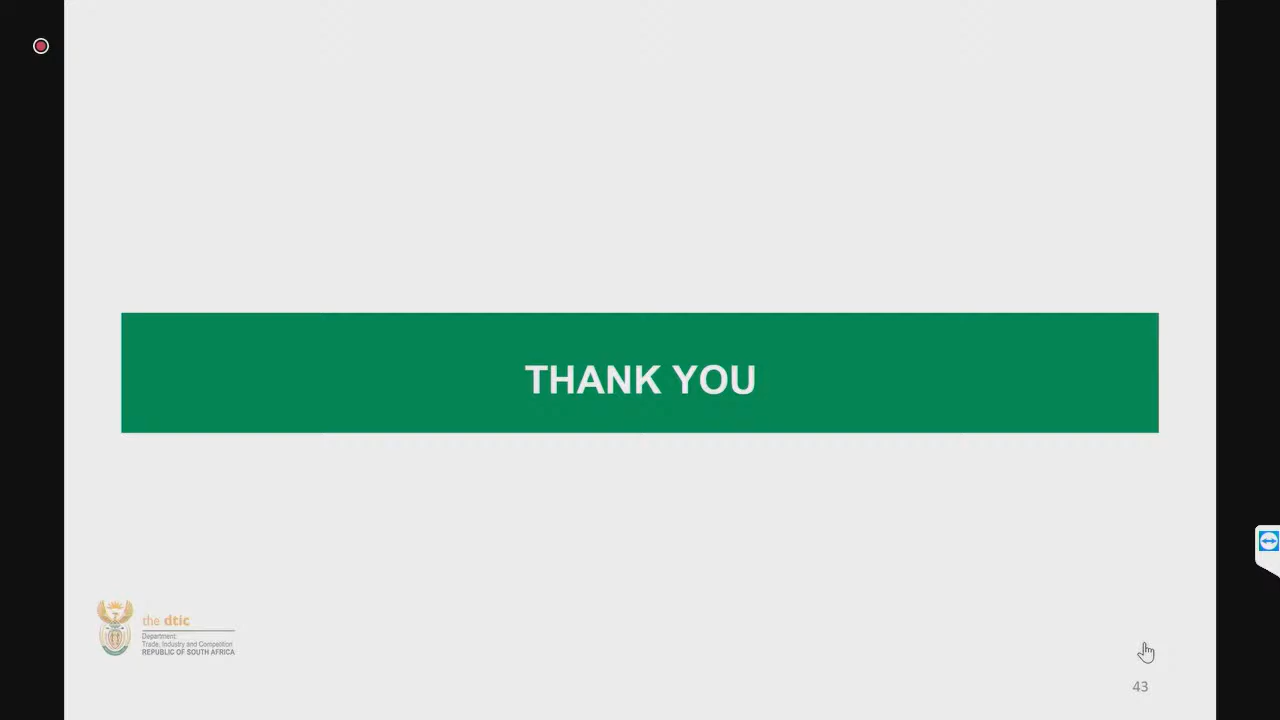 THANK YOU
the dtic
Department:
Trade, Industry and Competition
REPUBLIC OF SOUTH AFRICA
43